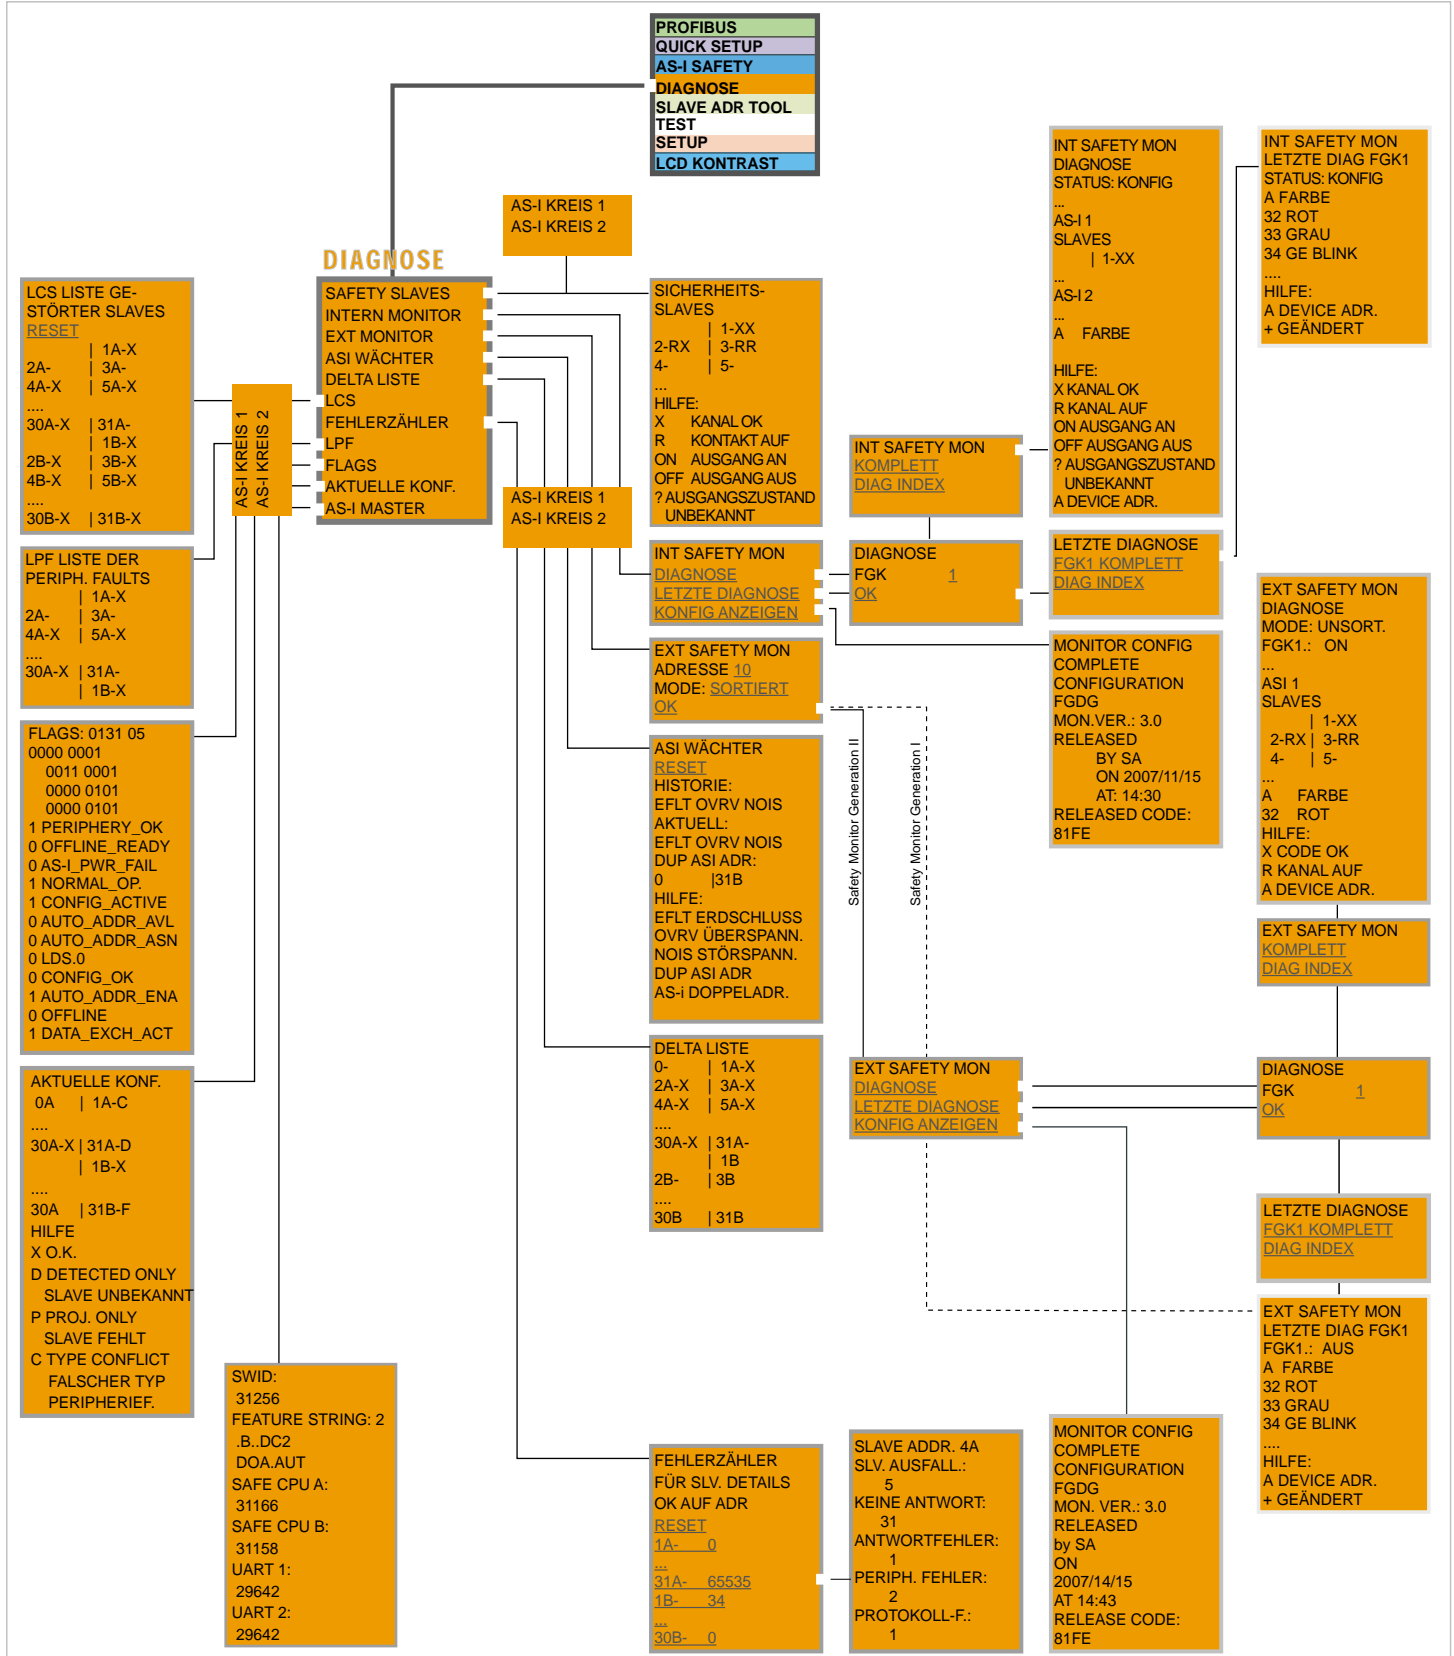 PROFIBUS
QUICK SETUP
AS-I SAFETY
DIAGNOSE
SLAVE ADR TOOL
TEST
SETUP
LCD KONTRAST
AS-I KREIS 1
AS-I KREIS 2
DIAGNOSE
SAFETY SLAVES
INTERN MONITOR
EXT MONITOR
ASI WÄCHTER
DELTA LISTE
LCS
FEHLERZÄHLER
LPF
FLAGS
AKTUELLE KONF.
AS-I MASTER
AS-I KREIS 1
AS-I KREIS 2
LCS LISTE GE-
STÖRTER SLAVES
RESET
| 1A-X
2A- | 3A-
4A-X | 5A-X
....
30A-X | 31A-
| 1B-X
2B-X | 3B-X
4B-X | 5B-X
....
30B-X | 31B-X
LPF LISTE DER
PERIPH. FAULTS
| 1A-X
2A- | 3A-
4A-X | 5A-X
....
30A-X | 31A-
| 1B-X
FLAGS: 0131 05
0000 0001
0011 0001
0000 0101
0000 0101
1 PERIPHERY_OK
0 OFFLINE_READY
0 AS-I_PWR_FAIL
1 NORMAL_OP.
1 CONFIG_ACTIVE
0 AUTO_ADDR_AVL
0 AUTO_ADDR_ASN
0 LDS.0
0 CONFIG_OK
1 AUTO_ADDR_ENA
0 OFFLINE
1 DATA_EXCH_ACT
AKTUELLE KONF.
0A | 1A-C
....
30A-X | 31A-D
| 1B-X
....
30A | 31B-F
HILFE
X O.K.
D DETECTED ONLY
SLAVE UNBEKANNT
P PROJ. ONLY
SLAVE FEHLT
C TYPE CONFLICT
FALSCHER TYP
PERIPHERIEF.
SWID:
31256
FEATURE STRING: 2
.B..DC2
DOA.AUT
SAFE CPU A:
31166
SAFE CPU B:
31158
UART 1:
29642
UART 2:
29642
AS-I KREIS 1
AS-I KREIS 2
SICHERHEITS-
SLAVES
| 1-XX
2-RX | 3-RR
4- | 5-
...
HILFE:
X KANAL OK
R KONTAKT AUF
ON AUSGANG AN
OFF AUSGANG AUS
? AUSGANGSZUSTAND
UNBEKANNT
INT SAFETY MON
DIAGNOSE
LETZTE DIAGNOSE
KONFIG ANZEIGEN
EXT SAFETY MON
ADRESSE 10
MODE: SORTIERT
OK
ASI WÄCHTER
RESET
HISTORIE:
EFLT OVRV NOIS
AKTUELL:
EFLT OVRV NOIS
DUP ASI ADR:
0 |31B
HILFE:
EFLT ERDSCHLUSS
OVRV ÜBERSPANN.
NOIS STÖRSPANN.
DUP ASI ADR
AS-i DOPPELADR.
DELTA LISTE
0- | 1A-X
2A-X | 3A-X
4A-X | 5A-X
....
30A-X | 31A-
| 1B
2B- | 3B
....
30B | 31B
FEHLERZÄHLER
FÜR SLV. DETAILS
OK AUF ADR
RESET
1A- 0
...
31A- 65535
1B- 34
...
30B- 0
SLAVE ADDR. 4A
SLV. AUSFALL.:
5
KEINE ANTWORT:
31
ANTWORTFEHLER:
1
PERIPH. FEHLER:
2
PROTOKOLL-F.:
1
INT SAFETY MON
KOMPLETT
DIAG INDEX
DIAGNOSE
FGK 1
OK
Safety Monitor Generation II
Safety Monitor Generation I
EXT SAFETY MON
DIAGNOSE
LETZTE DIAGNOSE
KONFIG ANZEIGEN
INT SAFETY MON
DIAGNOSE
STATUS: KONFIG
...
AS-I 1
SLAVES
| 1-XX
...
AS-I 2
...
A FARBE
HILFE:
X KANAL OK
R KANAL AUF
ON AUSGANG AN
OFF AUSGANG AUS
? AUSGANGSZUSTAND
UNBEKANNT
A DEVICE ADR.
LETZTE DIAGNOSE
FGK1 KOMPLETT
DIAG INDEX
MONITOR CONFIG
COMPLETE
CONFIGURATION
FGDG
MON.VER.: 3.0
RELEASED
BY SA
ON 2007/11/15
AT: 14:30
RELEASED CODE:
81FE
MONITOR CONFIG
COMPLETE
CONFIGURATION
FGDG
MON. VER.: 3.0
RELEASED
by SA
ON
2007/14/15
AT 14:43
RELEASE CODE:
81FE
INT SAFETY MON
LETZTE DIAG FGK1
STATUS: KONFIG
A FARBE
32 ROT
33 GRAU
34 GE BLINK
....
HILFE:
A DEVICE ADR.
+ GEÄNDERT
EXT SAFETY MON
DIAGNOSE
MODE: UNSORT.
FGK1.: ON
...
ASI 1
SLAVES
| 1-XX
2-RX | 3-RR
4- | 5-
...
A FARBE
32 ROT
HILFE:
X CODE OK
R KANAL AUF
A DEVICE ADR.
EXT SAFETY MON
KOMPLETT
DIAG INDEX
DIAGNOSE
FGK 1
OK
LETZTE DIAGNOSE
FGK1 KOMPLETT
DIAG INDEX
EXT SAFETY MON
LETZTE DIAG FGK1
FGK1.: AUS
A FARBE
32 ROT
33 GRAU
34 GE BLINK
....
HILFE:
A DEVICE ADR.
+ GEÄNDERT